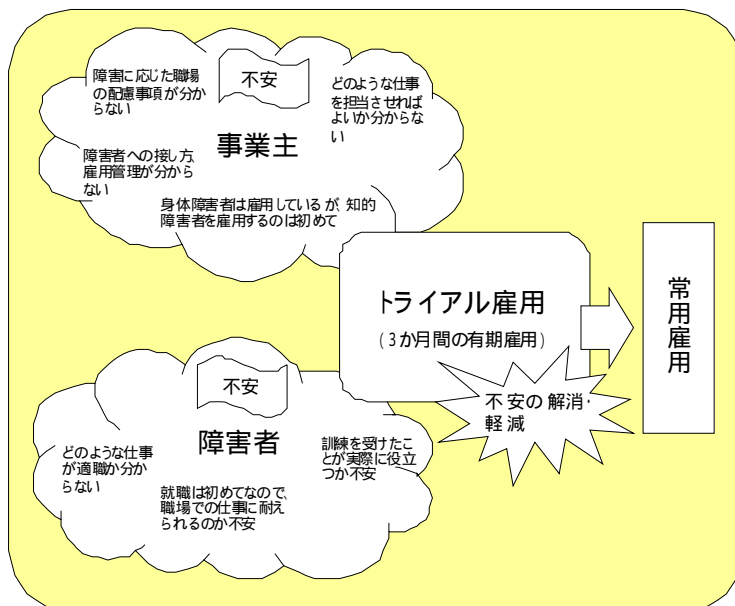 不安
障害に応じた職場
の配慮事項が分か
らない
どのような仕事
を担当させれば
よいか分からな
い
事業主
障害者への接し方、
雇用管理が分から
ない
身体障害者は雇用しているが、知的
障害者を雇用するのは初めて
トライアル雇用
(3か月間の有期雇用)
常用雇用
不安の解消・
軽減
不安
障害者
どのような仕事
が適職か分か
らない
訓練を受けたこ
とが実際に役立
つか不安
就職は初めてなので、
職場での仕事に耐え
られるのか不安